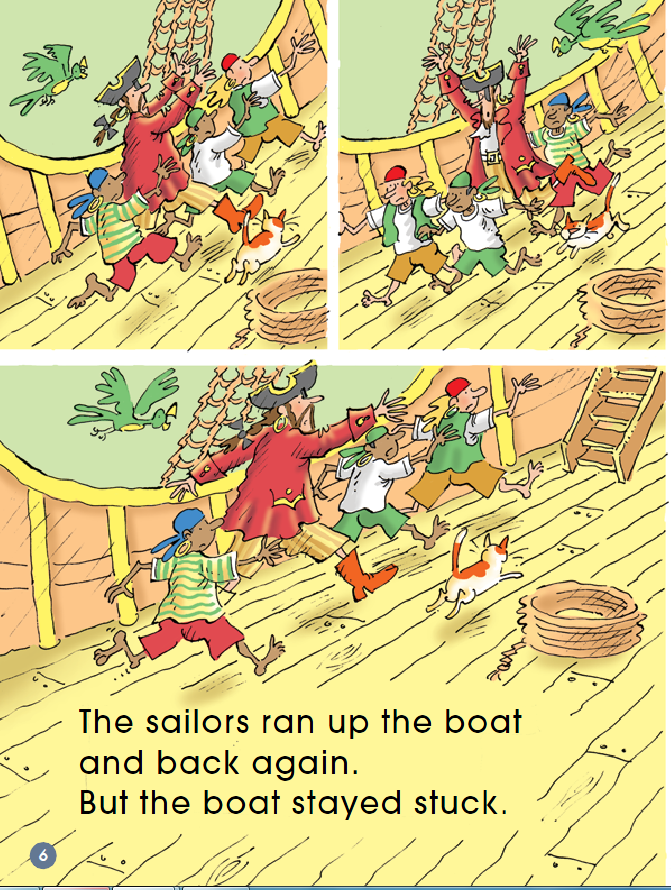 The sailors ran up the boat
and back again.
But the boat stayed stuck.
6